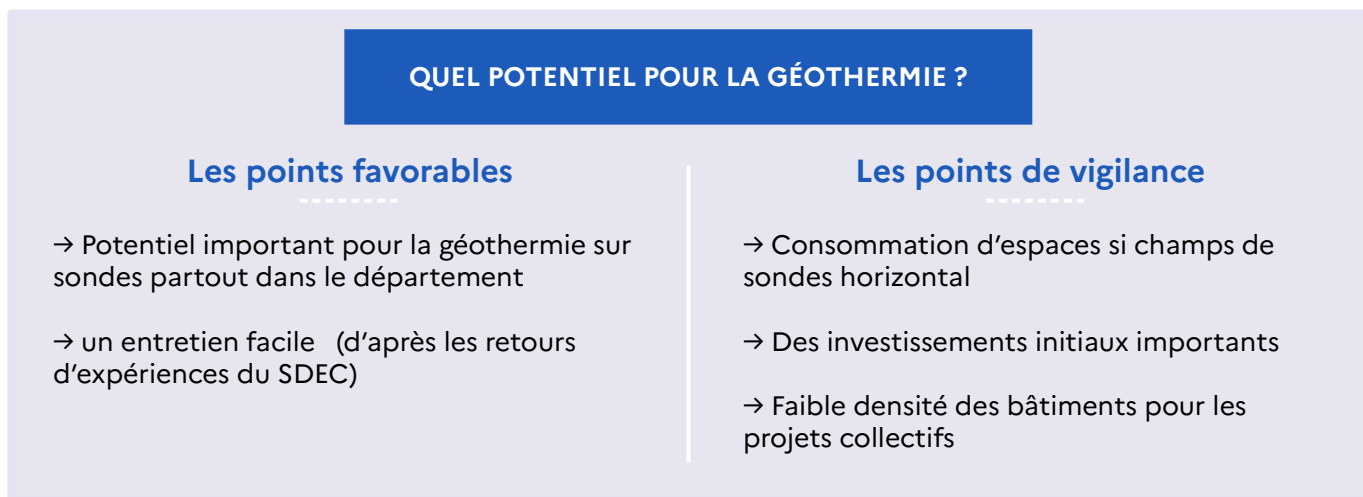 QUEL POTENTIEL POUR LA GÉOTHERMIE ?
Les points favorables
→ Potentiel important pour la géothermie sur
sondes partout dans le département
→ un entretien facile (d'après les retours
d'expériences du SDEC)
Les points de vigilance
→ Consommation d'espaces si champs de
sondes horizontal
→ Des investissements initiaux importants
→ Faible densité des bâtiments pour les
projets collectifs